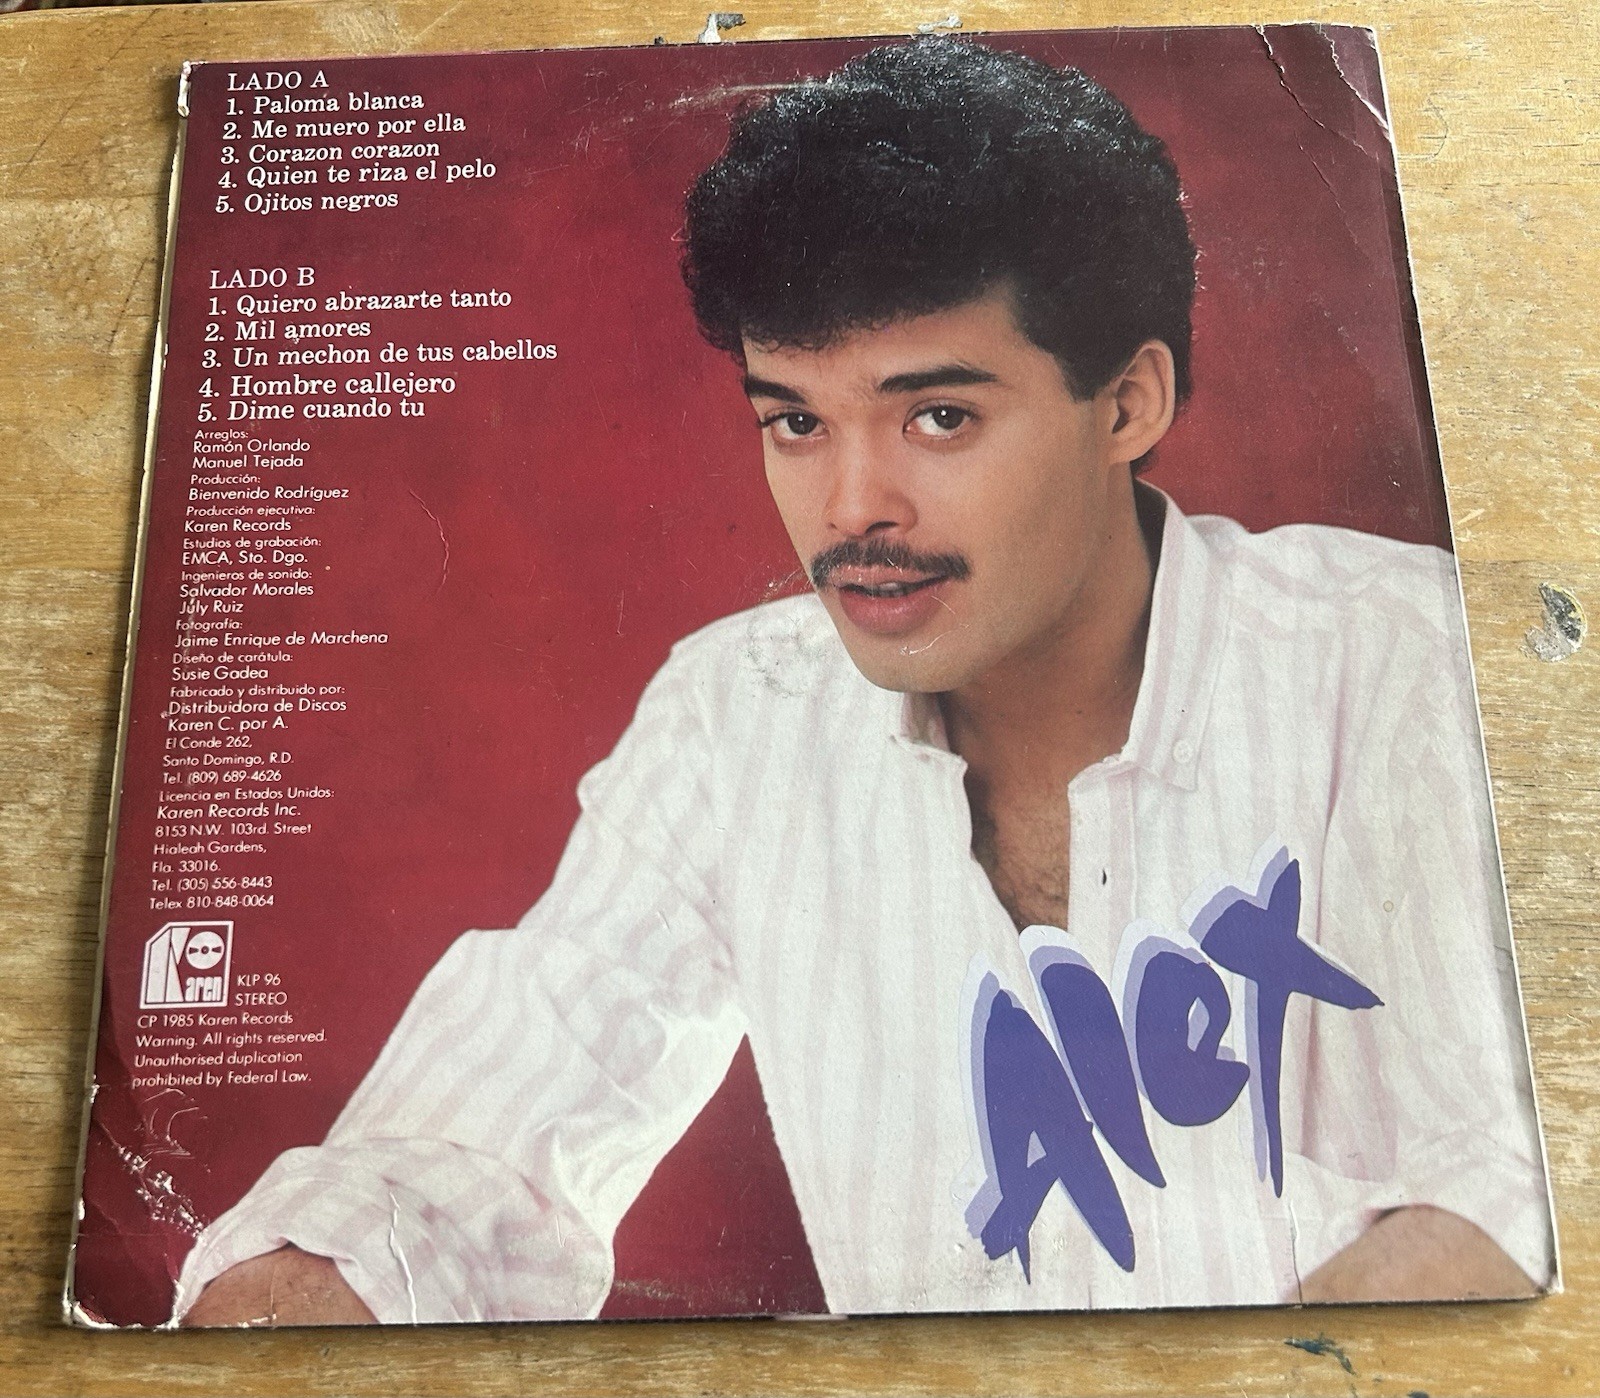 LADO A
1. Paloma blanca
2. Me muero por ella
3. Corazon corazon
4. Quien te riza el pelo
5. Ojitos negros
LADO B
1. Quiero abrazarte tanto
2. Mil amores
3. Un mechon de tus cabellos
4. Hombre callejero
5. Dime cuando tu
Arreglos:
Ramón Orlando
Manuel Tejada
Producción:
Bienvenido Rodríguez
Producción ejecutiva:
Karen Records
Estudios de grabación:
EMCA, Sto. Dgo.
Ingenieros de sonido:
Salvador Morales
July Ruiz
Fotografía:
Jaime Enrique de Marchena
Diseño de carátula:
Susie Gadea
Fabricado y distribuido por:
Distribuidora de Discos
Karen C. por A.
El Conde 262,
Santo Domingo, R.D.
Tel. (809) 689-4626
Licencia en Estados Unidos:
Karen Records Inc.
8153 N.W. 103rd. Street
Hialeah Gardens,
Fla. 33016.
Tel. (305) 556-8443
Telex 810-848-0064
Karen
KLP 96
STEREO
CP 1985 Karen Records
Warning. All rights reserved.
Unauthorised duplication
prohibited by Federal Law.
Alex